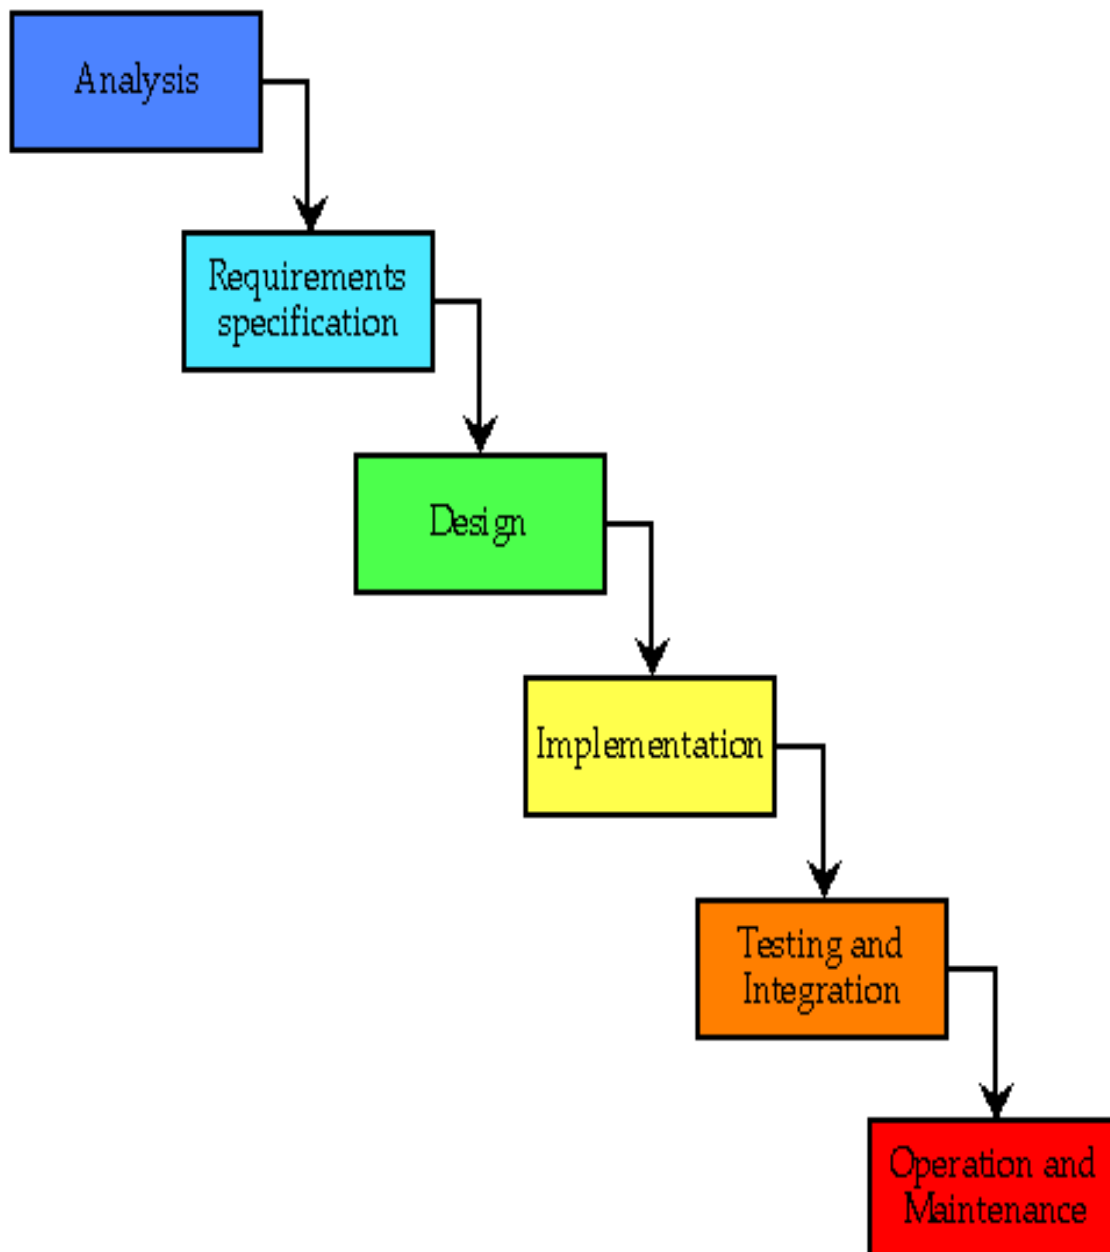 Analysis
Requirements
specification
Design
Implementation
Testing and
Integration
Operation and
Maintenance